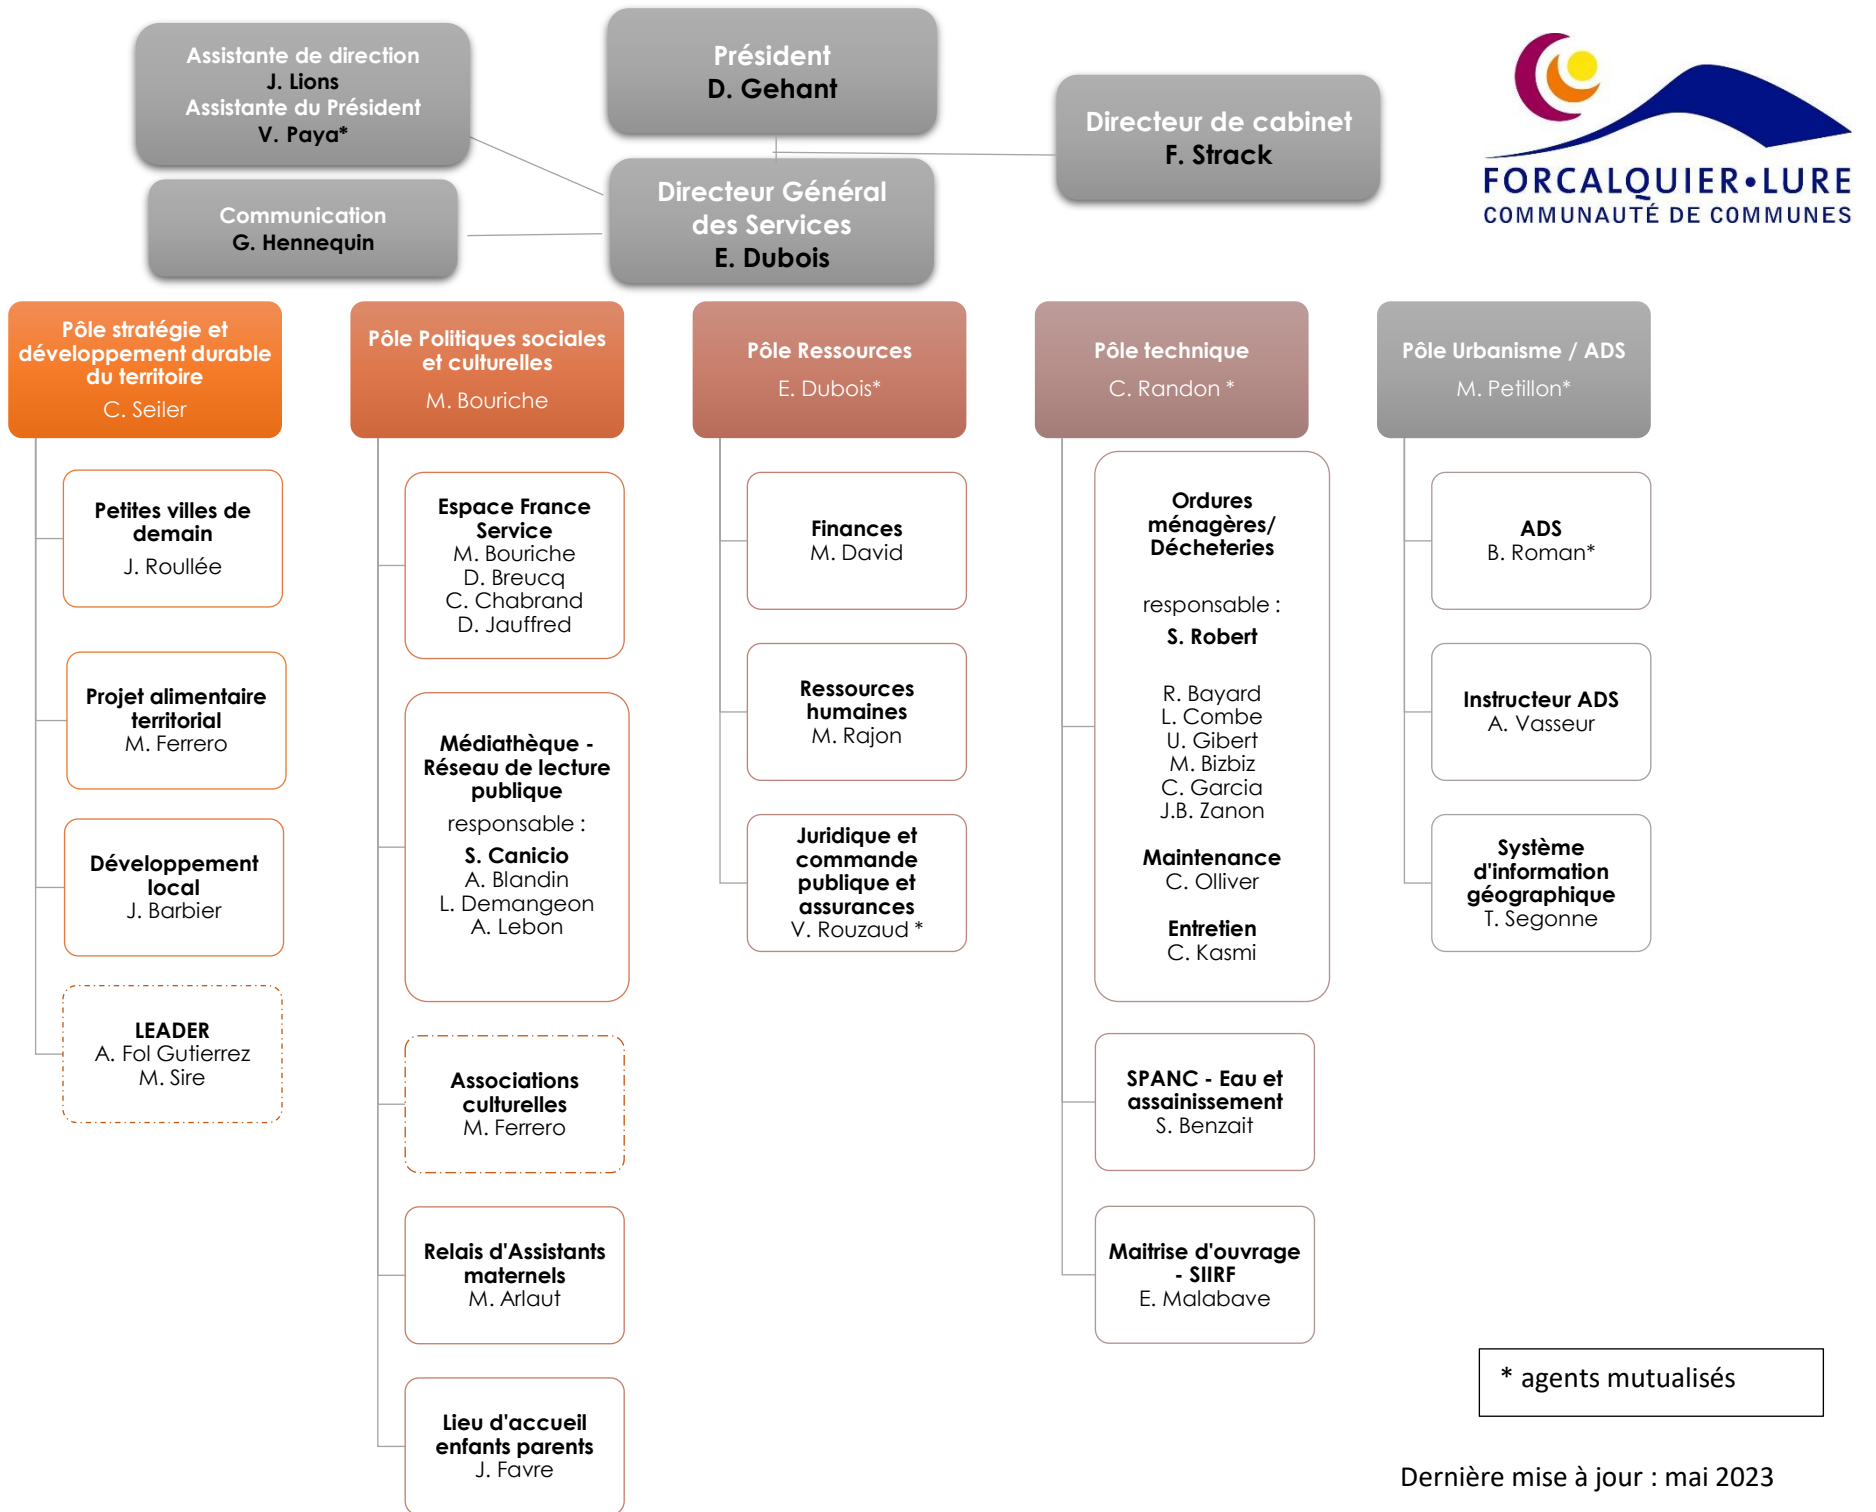 Assistante de direction
J. Lions
Assistante du Président
V. Paya*
Président
D. Gehant
Directeur de cabinet
F. Strack
FORCALQUIER•LURE
COMMUNAUTÉ DE COMMUNES
Communication
G. Hennequin
Directeur Général
des Services
E. Dubois
Pôle stratégie et
développement durable
du territoire
C. Seiler
Petites villes de
demain
J. Roullée
Projet alimentaire
territorial
M. Ferrero
Développement
local
J. Barbier
LEADER
A. Fol Gutierrez
M. Sire
Pôle Politiques sociales
et culturelles
M. Bouriche
Espace France
Service
M. Bouriche
D. Breucq
C. Chabrand
D. Jauffred
Médiathèque -
Réseau de lecture
publique
responsable :
S. Canicio
A. Blandin
L. Demangeon
A. Lebon
Associations
culturelles
M. Ferrero
Relais d'Assistants
maternels
M. Arlaut
Lieu d'accueil
enfants parents
J. Favre
Pôle Ressources
E. Dubois*
Finances
M. David
Ressources
humaines
M. Rajon
Juridique et
commande
publique et
assurances
V. Rouzaud *
Pôle technique
C. Randon *
Ordures
ménagères/
Décheteries
responsable :
S. Robert
R. Bayard
L. Combe
U. Gibert
M. Bizbiz
C. Garcia
J.B. Zanon
Maintenance
C. Olliver
Entretien
C. Kasmi
SPANC - Eau et
assainissement
S. Benzait
Maitrise d'ouvrage
- SIIRF
E. Malabave
Pôle Urbanisme / ADS
M. Petillon*
ADS
B. Roman*
Instructeur ADS
A. Vasseur
Système
d'information
géographique
T. Segonne
* agents mutualisés
Dernière mise à jour : mai 2023